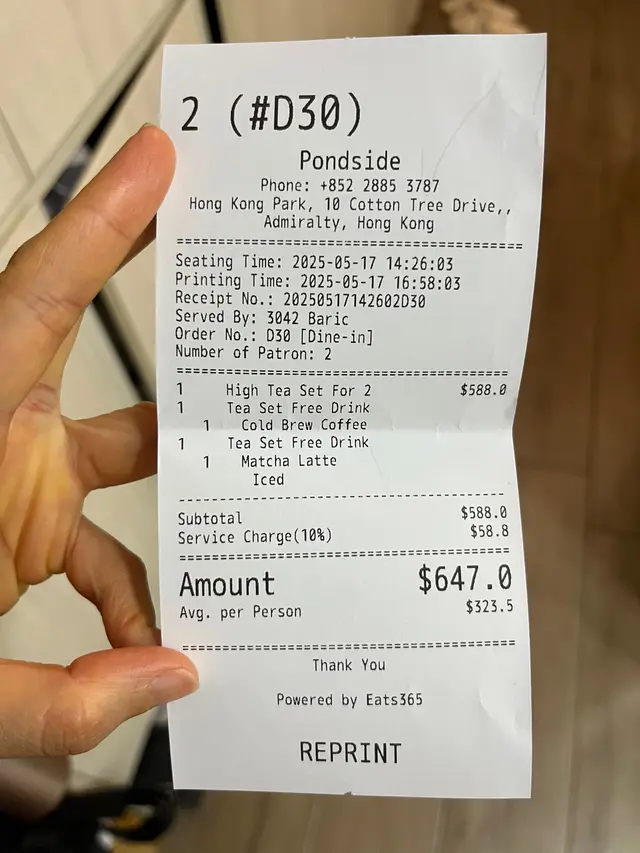 2 (#D30)
Pondside
Phone: +852 2885 3787
Hong Kong Park, 10 Cotton Tree Drive,,
Admiralty, Hong Kong
Seating Time: 2025-05-17 14:26:03
Printing Time: 2025-05-17 16:58:03
Receipt No.: 20250517142602D30
Served By: 3042 Baric
Order No.: D30 [Dine-in]
Number of Patron: 2
1 High Tea Set For 2 $588.0
1 Tea Set Free Drink
1 Cold Brew Coffee
1 Tea Set Free Drink
1 Matcha Latte
Iced
Subtotal $588.0
Service Charge(10%) $58.8
Amount $647.0
Avg. per Person $323.5
Thank You
Powered by Eats365
REPRINT